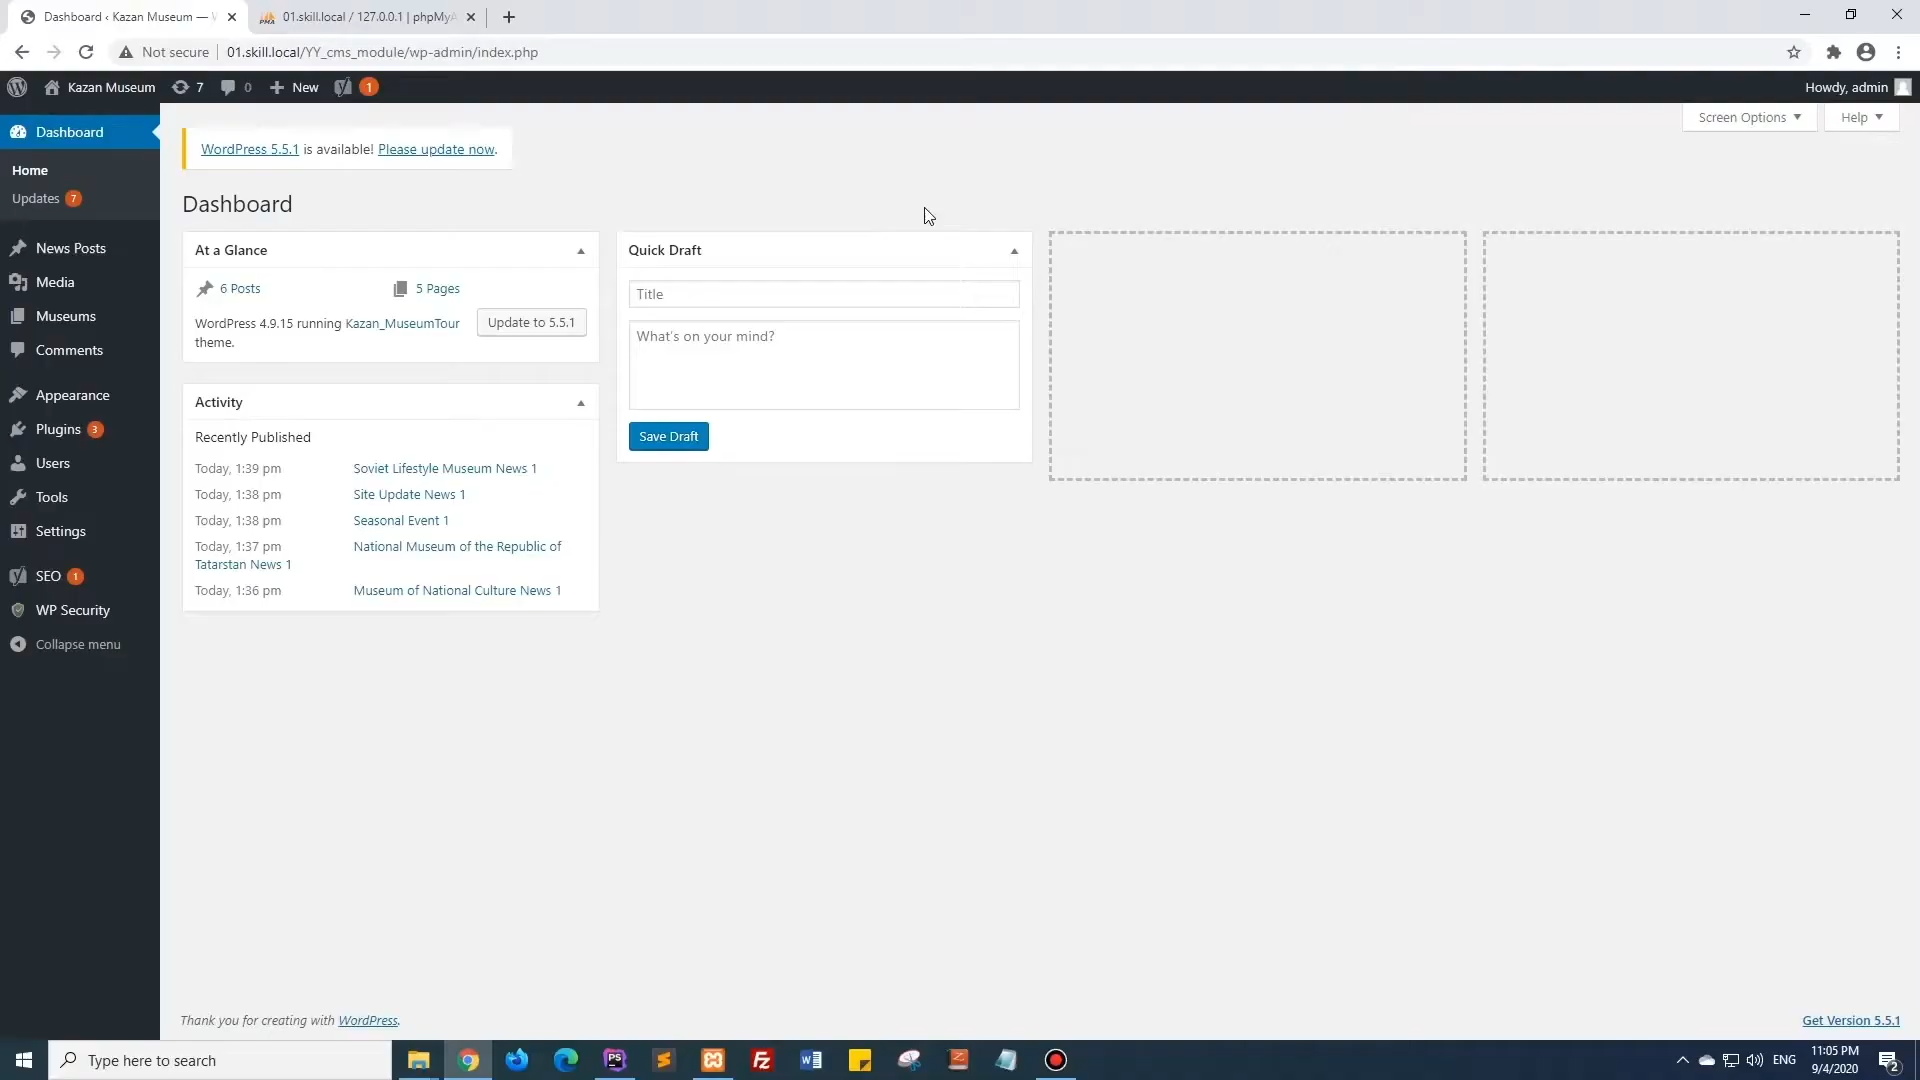 Dashboard ‹ Kazan Museum — W
01.skill.local / 127.0.0.1 | phpMyA
Not secure
01.skill.local/YY_cms_module/wp-admin/index.php
Kazan Museum
7
0
New
1
Howdy, admin
Dashboard
Home
Updates 7
News Posts
Media
Museums
Comments
Appearance
Plugins 3
Users
Tools
Settings
SEO 1
WP Security
Collapse menu
Screen Options
Help
WordPress 5.5.1 is available! Please update now.
Dashboard
At a Glance
6 Posts
5 Pages
WordPress 4.9.15 running Kazan_MuseumTour
theme.
Update to 5.5.1
Activity
Recently Published
Today, 1:39 pm Soviet Lifestyle Museum News 1
Today, 1:38 pm Site Update News 1
Today, 1:38 pm Seasonal Event 1
Today, 1:37 pm National Museum of the Republic of
Tatarstan News 1
Today, 1:36 pm Museum of National Culture News 1
Quick Draft
Title
What's on your mind?
Save Draft
Thank you for creating with WordPress.
Get Version 5.5.1
Type here to search
ENG
11:05 PM
9/4/2020
2